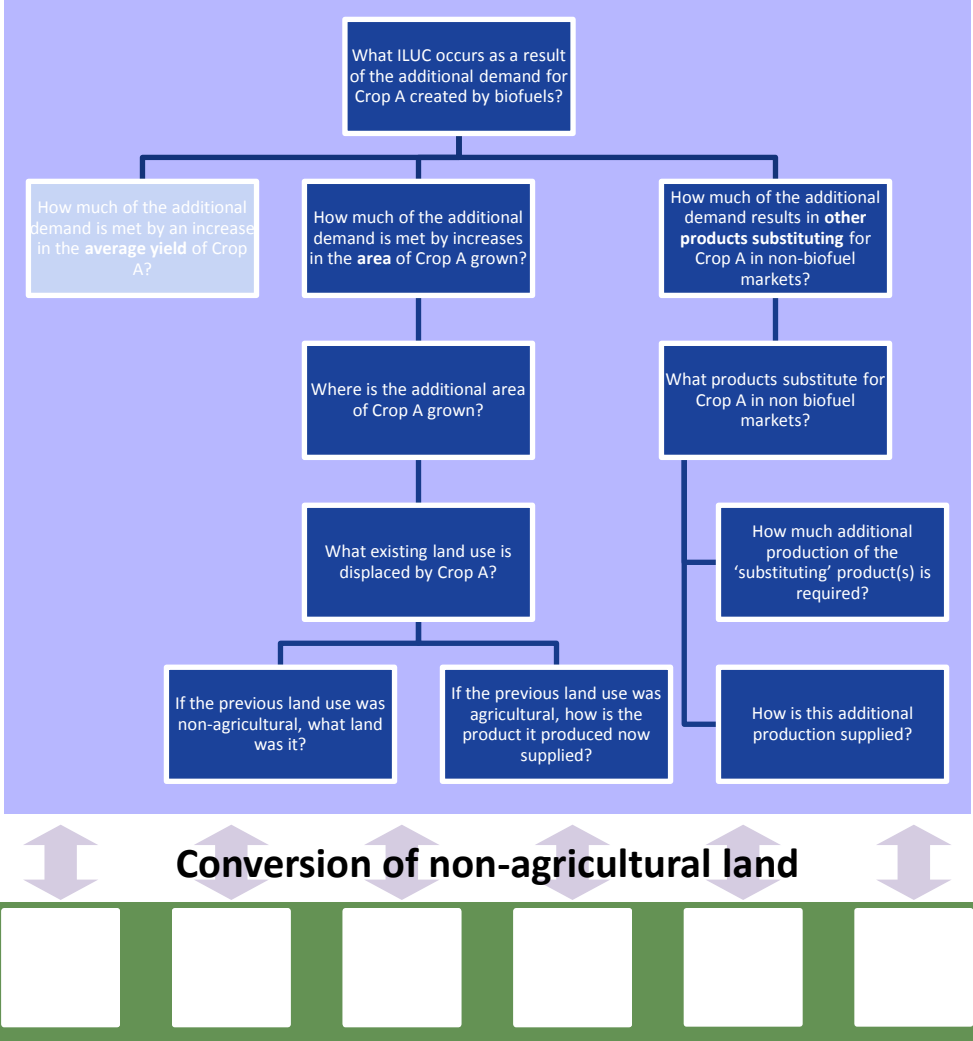 What ILUC occurs as a result
of the additional demand for
Crop A created by biofuels?
How much of the additional
demand is met by an increase
in the average yield of Crop
A?
How much of the additional
demand is met by increases
in the area of Crop A grown?
How much of the additional
demand results in other
products substituting for
Crop A in non-biofuel
markets?
Where is the additional area
of Crop A grown?
What products substitute for
Crop A in non biofuel
markets?
What existing land use is
displaced by Crop A?
How much additional
production of the
‘substituting’ product(s) is
required?
If the previous land use was
non-agricultural, what land
was it?
If the previous land use was
agricultural, how is the
product it produced now
supplied?
How is this additional
production supplied?
Conversion of non-agricultural land